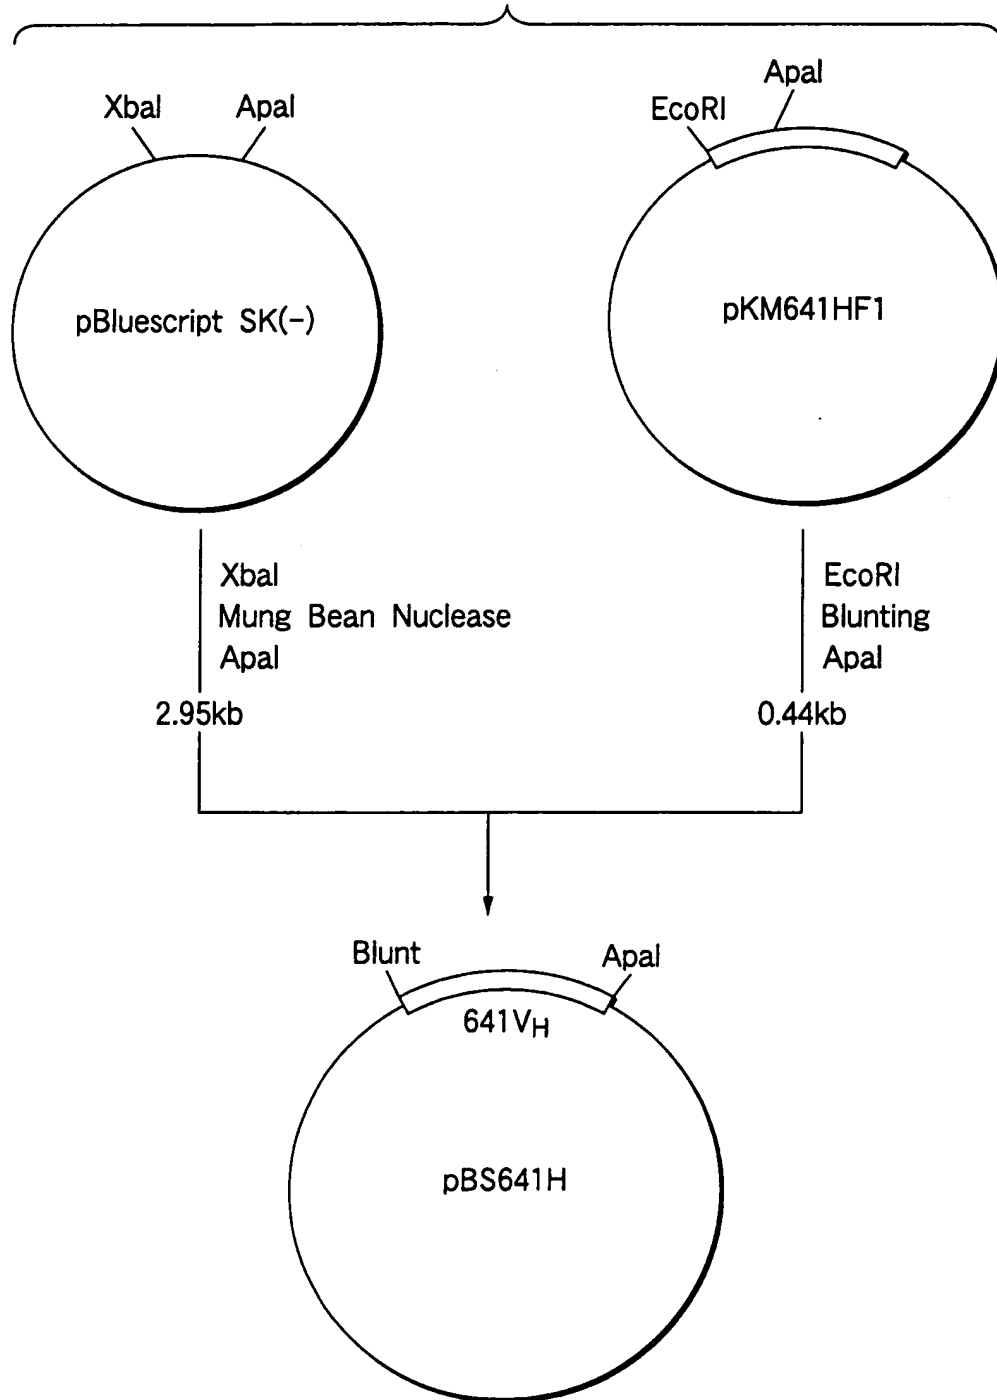 XbaI ApaI
EcoRI ApaI
pBluescript SK(-)
pKM641HF1
XbaI
Mung Bean Nuclease
ApaI
2.95kb
EcoRI
Blunting
ApaI
0.44kb
Blunt ApaI
641VH
pBS641H